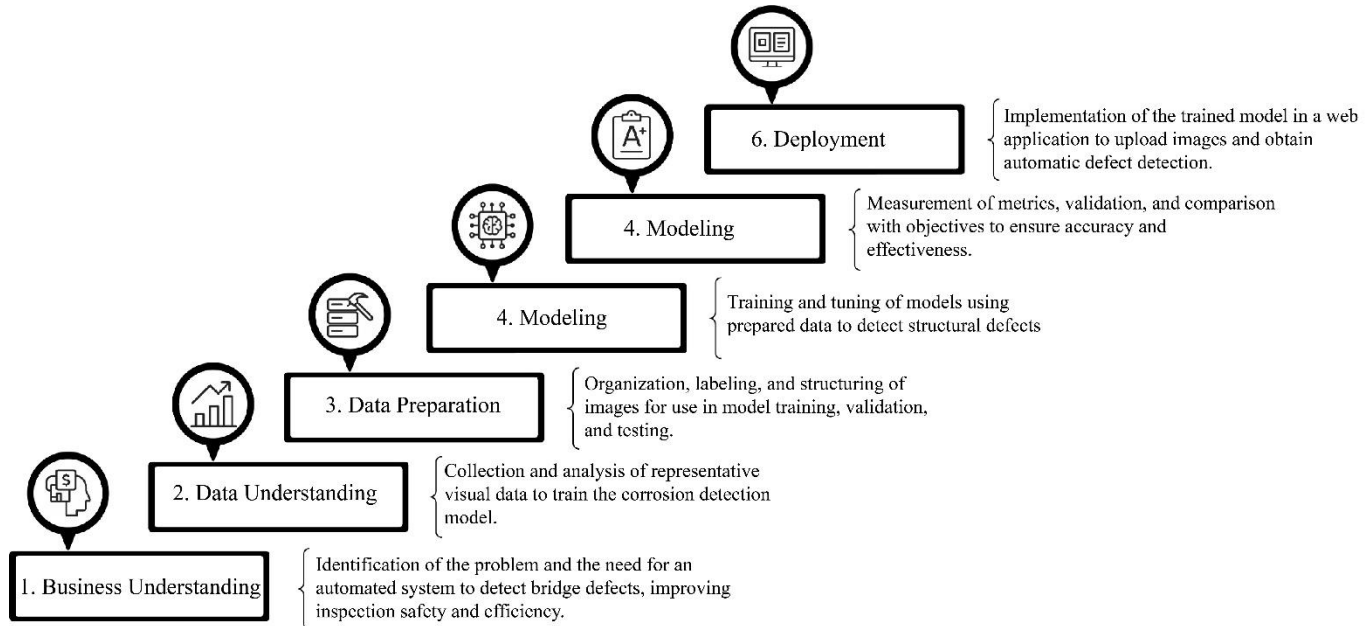 A+
6. Deployment
Implementation of the trained model in a web
application to upload images and obtain
automatic defect detection.
4. Modeling
Measurement of metrics, validation, and comparison
with objectives to ensure accuracy and
effectiveness.
4. Modeling
Training and tuning of models using
prepared data to detect structural defects
3. Data Preparation
Organization, labeling, and structuring of
images for use in model training, validation,
and testing.
$
2. Data Understanding
Collection and analysis of representative
visual data to train the corrosion detection
model.
1. Business Understanding
Identification of the problem and the need for an
automated system to detect bridge defects, improving
inspection safety and efficiency.